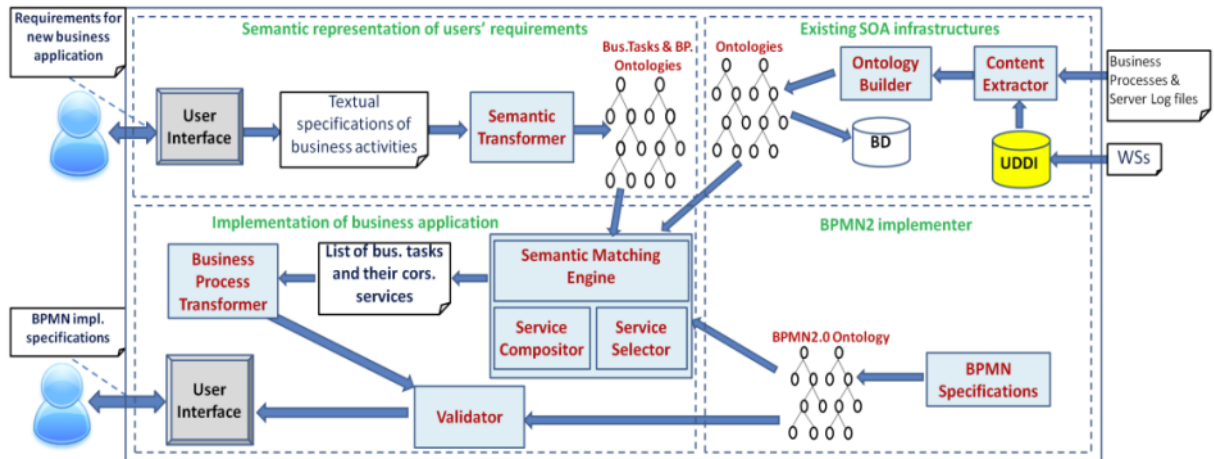 Requirements for
new business
application
Semantic representation of users' requirements
User
Interface
Textual
specifications of
business activities
Semantic
Transformer
Bus.Tasks & BP.
Ontologies
Existing SOA infrastructures
Ontologies
Ontology
Builder
Content
Extractor
BD
UDDI
Business
Processes &
Server Log files
WSs
Implementation of business application
Business
Process
Transformer
List of bus. tasks
and their cors.
services
Semantic Matching
Engine
Service
Compositor
Service
Selector
BPMN impl.
specifications
User
Interface
Validator
BPMN2 implementer
BPMN2.0 Ontology
BPMN
Specifications